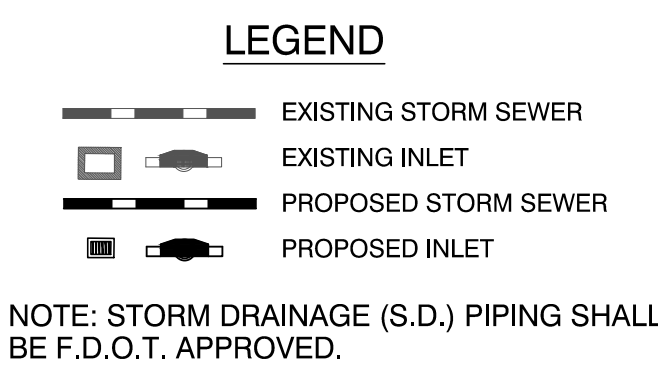 LEGEND
EXISTING STORM SEWER
EXISTING INLET
PROPOSED STORM SEWER
PROPOSED INLET
NOTE: STORM DRAINAGE (S.D.) PIPING SHALL
BE F.D.O.T. APPROVED.